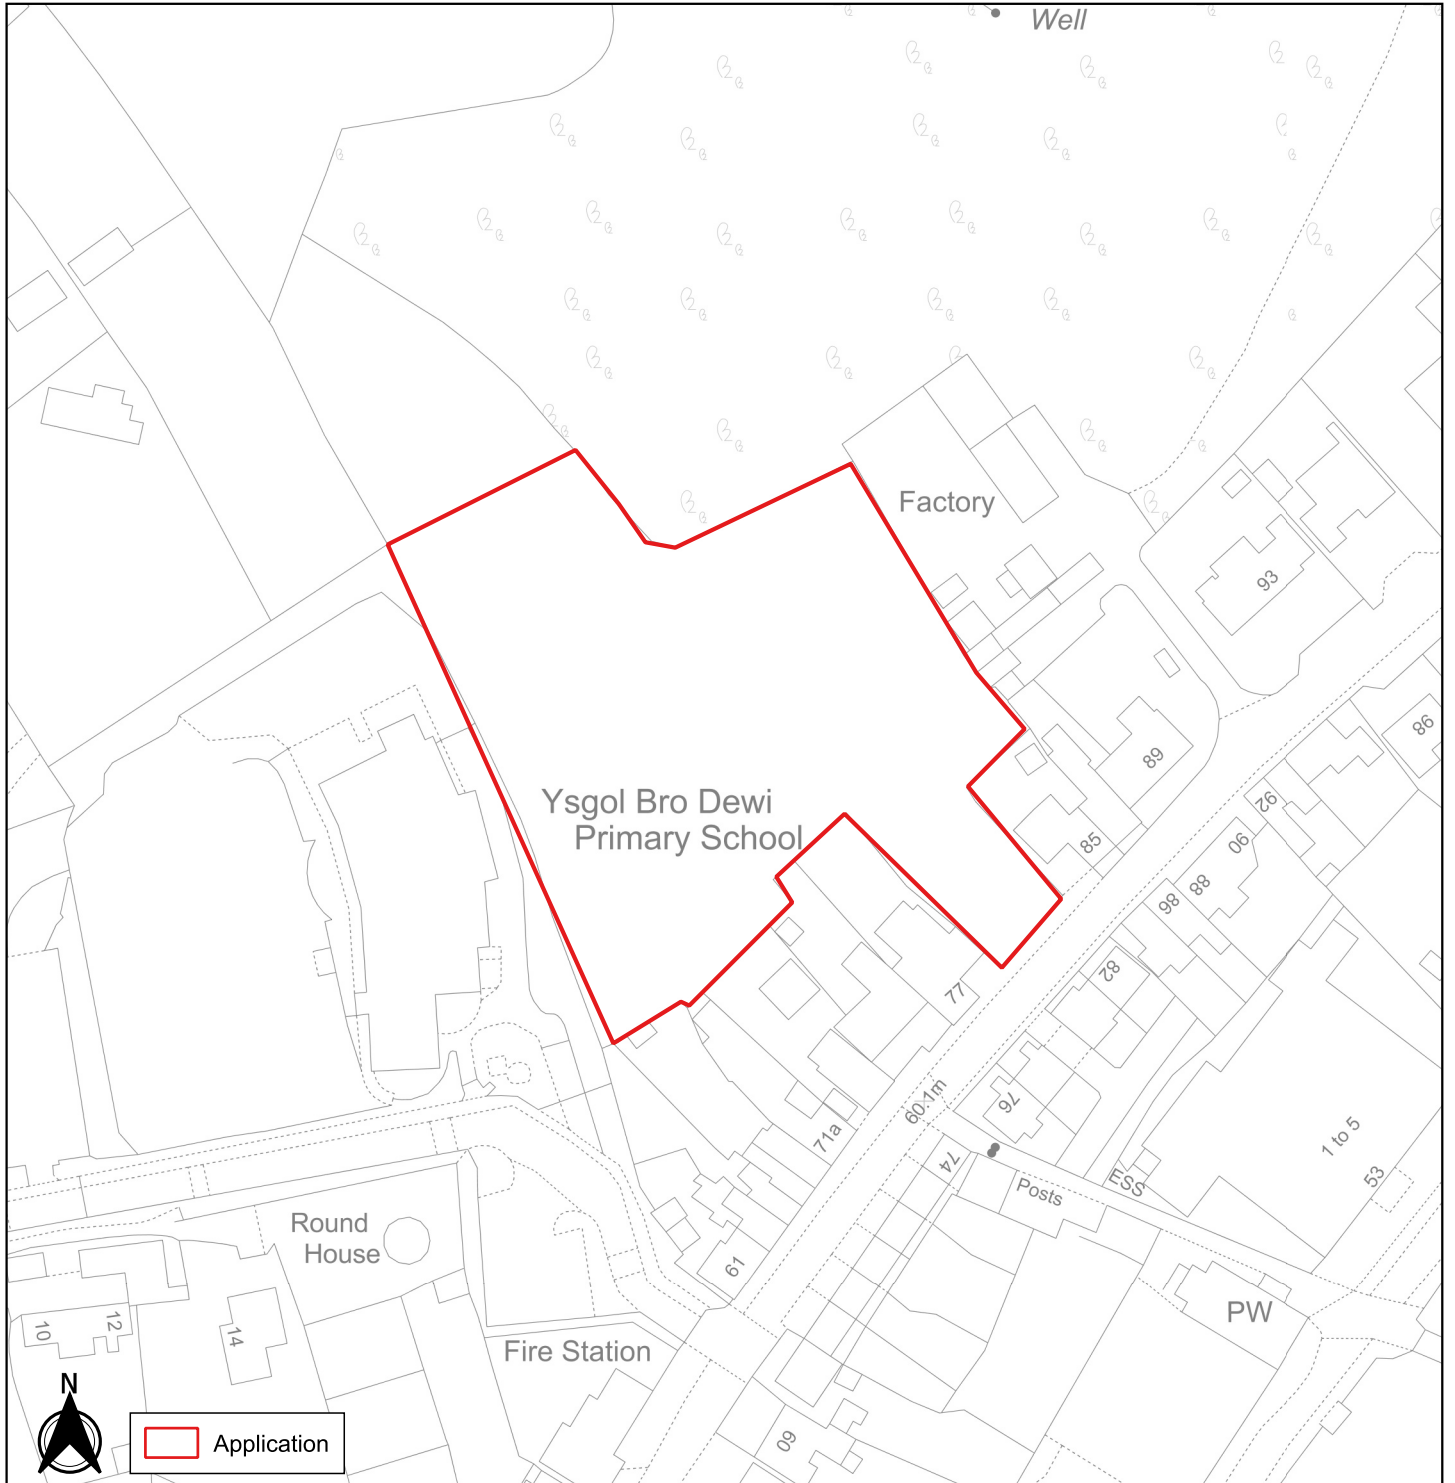 Well
Factory
93
Ysgol Bro Dewi
Primary School
89
98
85
92
90
88
86
82
77
76
60.1m
71a
74
Posts
ESS
1 to 5
53
Round
House
61
PW
10
12
14
Fire Station
60
N
Application